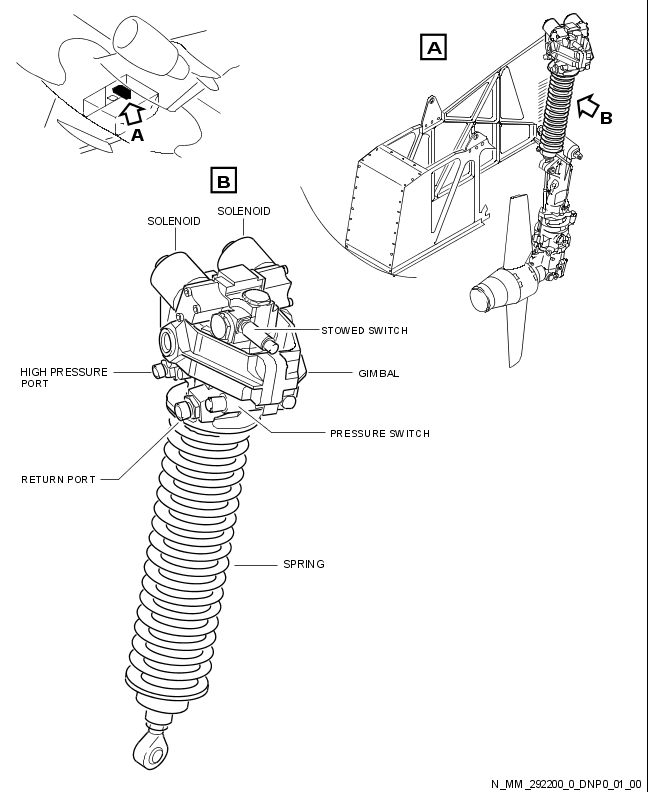 A
A
B
B
SOLENOID
SOLENOID
STOWED SWITCH
HIGH PRESSURE
PORT
GIMBAL
PRESSURE SWITCH
RETURN PORT
SPRING
N_MM_292200_0_DNP0_01_00